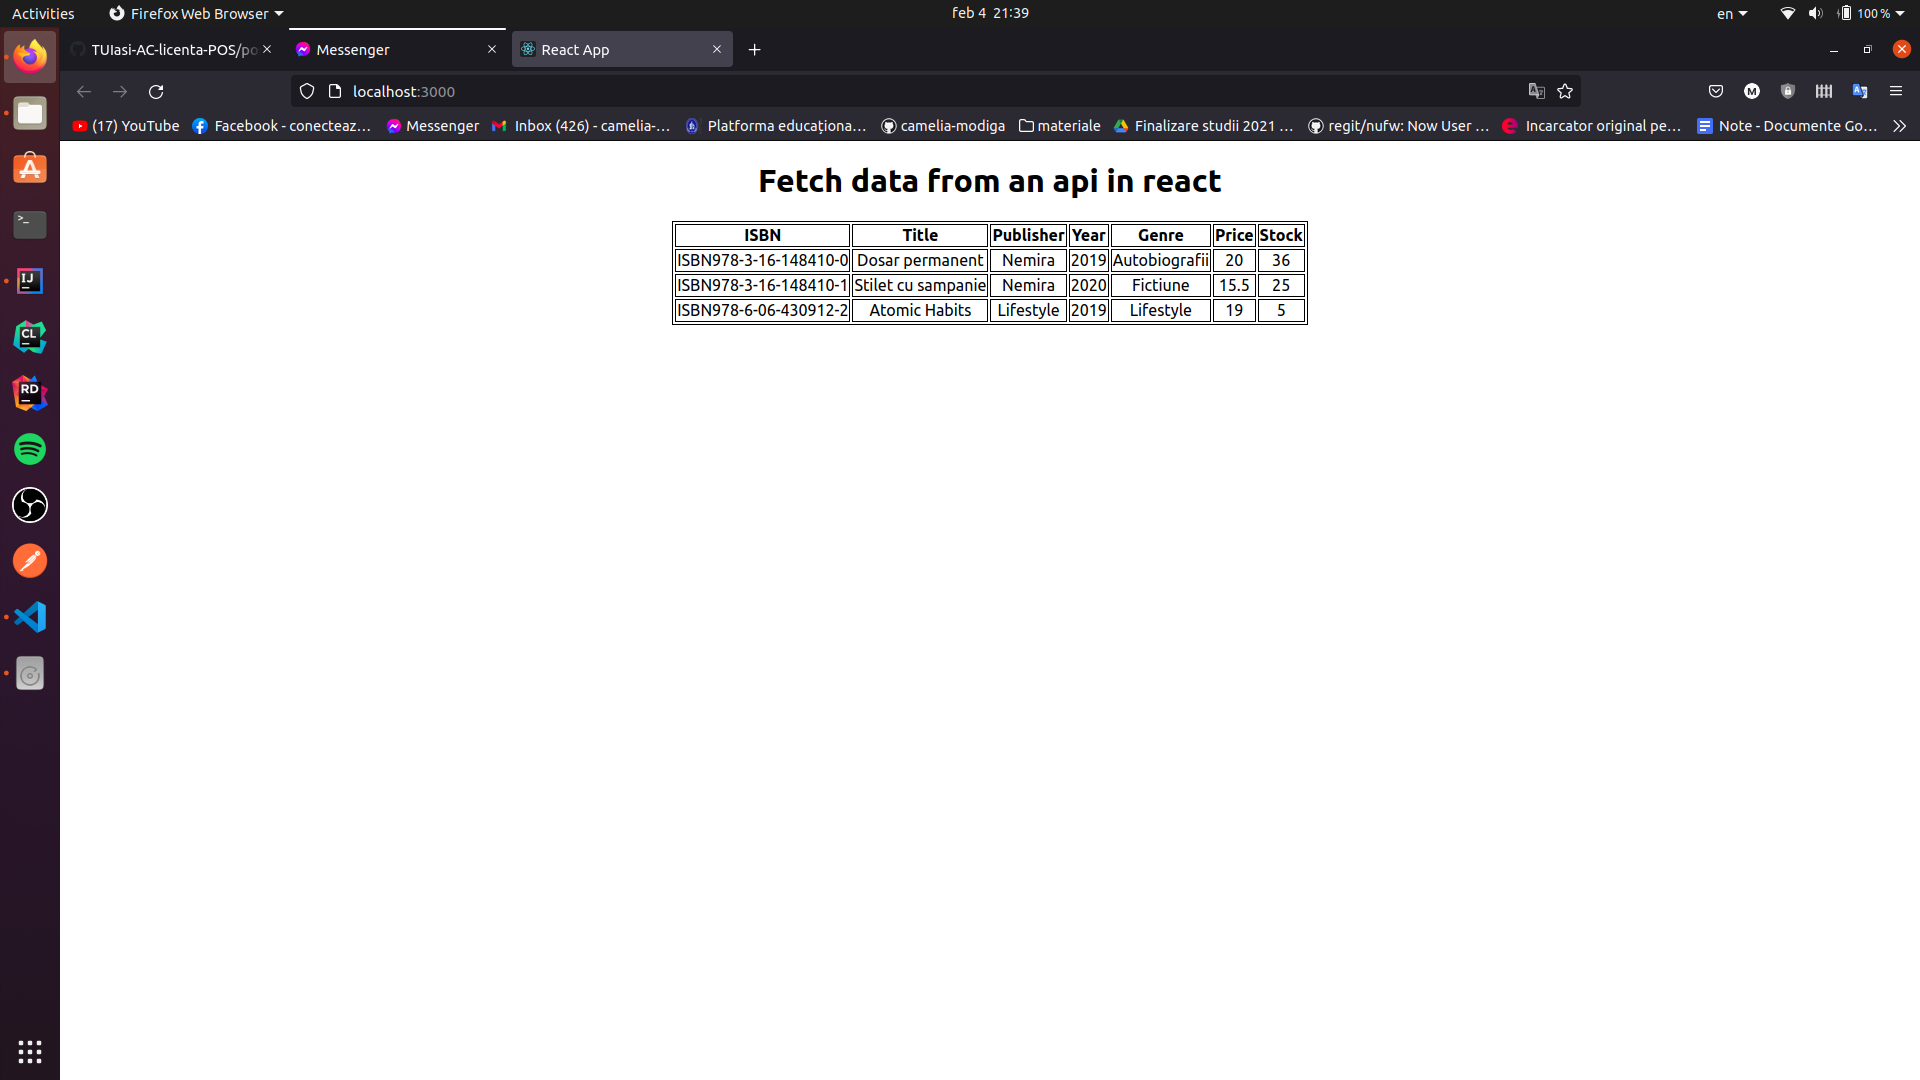 Activities Firefox Web Browser feb 4 21:39 en 100 %
TUIasi-AC-licenta-POS/po Messenger React App
localhost:3000
(17) YouTube Facebook - conecteaz... Messenger Inbox (426) - camelia-... Platforma educaționa... camelia-modiga materiale Finalizare studii 2021 ... regit/nufw: Now User ... Incarcator original pe... Note - Documente Go...
Fetch data from an api in react
ISBN Title Publisher Year Genre Price Stock
ISBN978-3-16-148410-0 Dosar permanent Nemira 2019 Autobiografii 20 36
ISBN978-3-16-148410-1 Stilet cu sampanie Nemira 2020 Fictiune 15.5 25
ISBN978-6-06-430912-2 Atomic Habits Lifestyle 2019 Lifestyle 19 5
>_
IJ
CL
RD